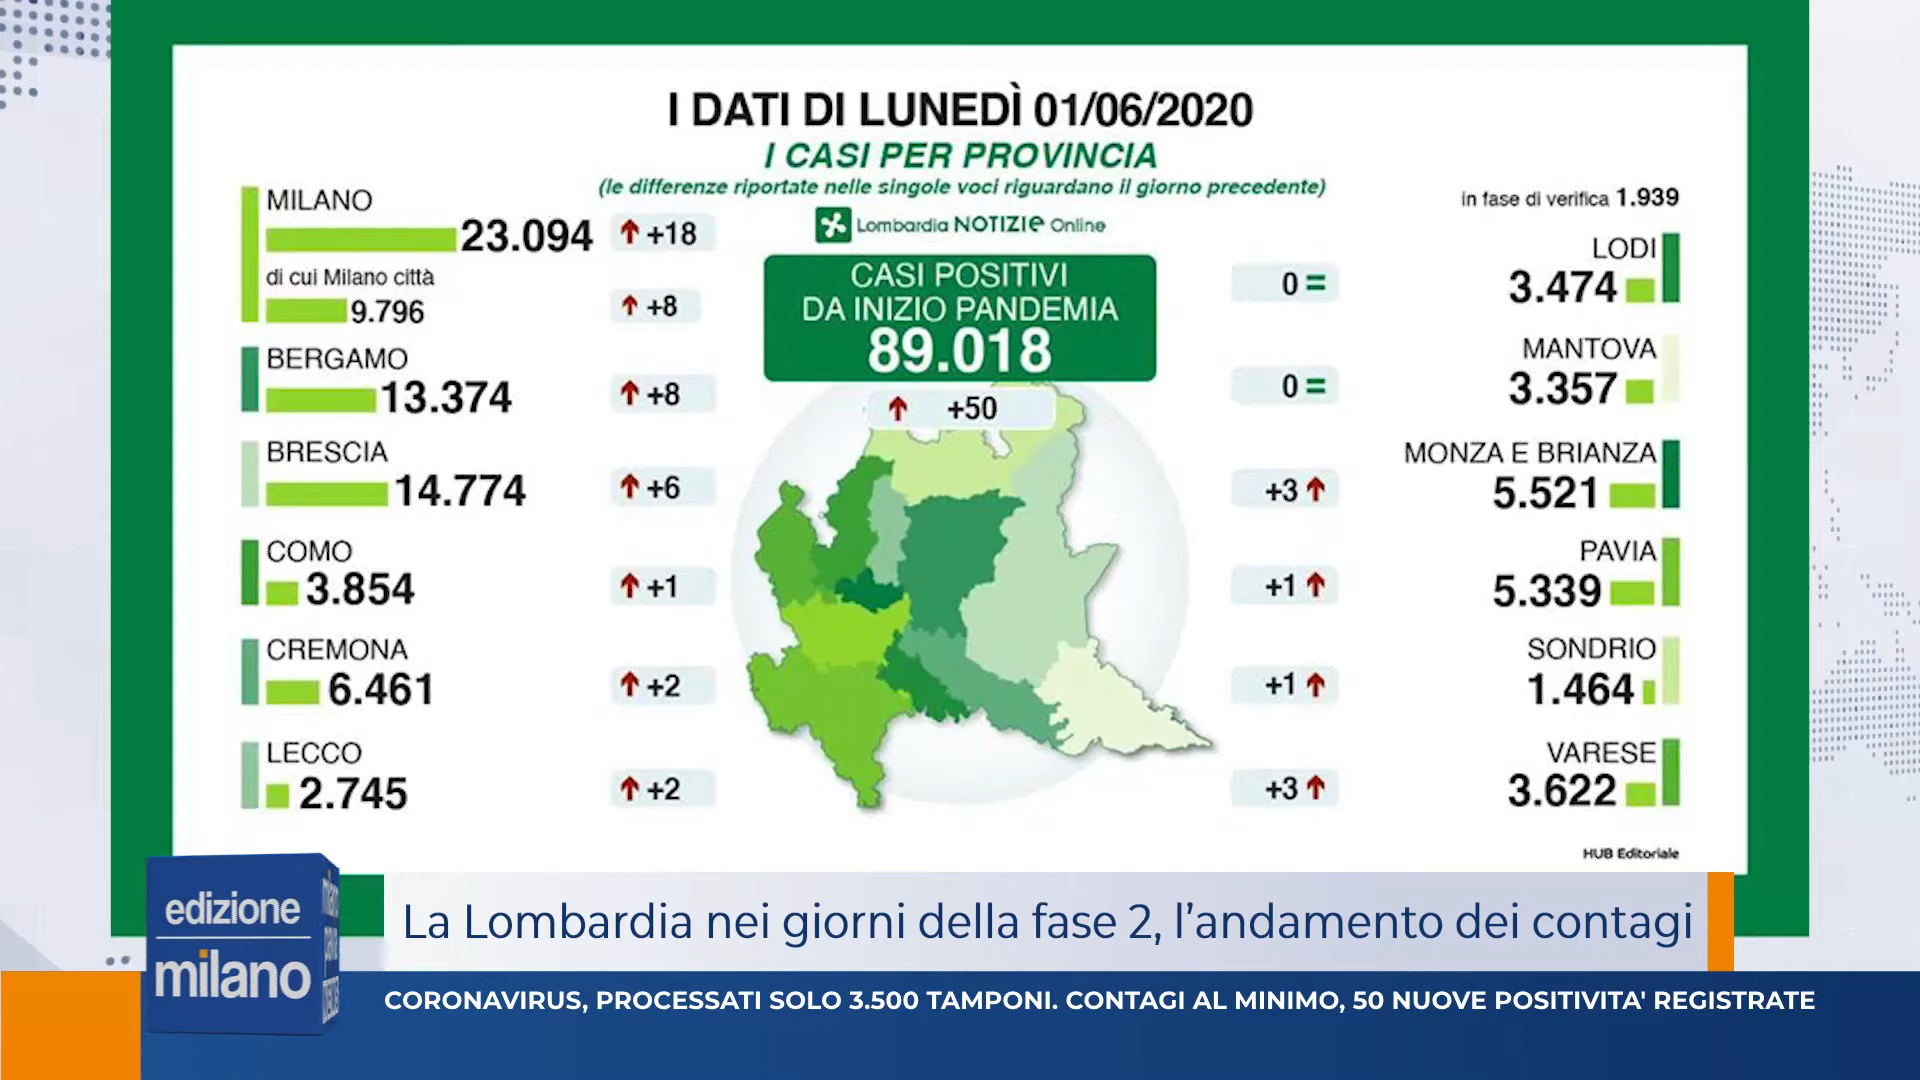 I DATI DI LUNEDÌ 01/06/2020
I CASI PER PROVINCIA
(le differenze riportate nelle singole voci riguardano il giorno precedente)
Lombardia NOTIZIE Online
CASI POSITIVI
DA INIZIO PANDEMIA
89.018
+50
MILANO
23.094 +18
di cui Milano città
9.796 +8
BERGAMO
13.374 +8
BRESCIA
14.774 +6
COMO
3.854 +1
CREMONA
6.461 +2
LECCO
2.745 +2
in fase di verifica 1.939
LODI
0 = 3.474
MANTOVA
0 = 3.357
MONZA E BRIANZA
+3 5.521
PAVIA
+1 5.339
SONDRIO
+1 1.464
VARESE
+3 3.622
HUB Editoriale
edizione
milano
La Lombardia nei giorni della fase 2, l'andamento dei contagi
CORONAVIRUS, PROCESSATI SOLO 3.500 TAMPONI. CONTAGI AL MINIMO, 50 NUOVE POSITIVITA' REGISTRATE